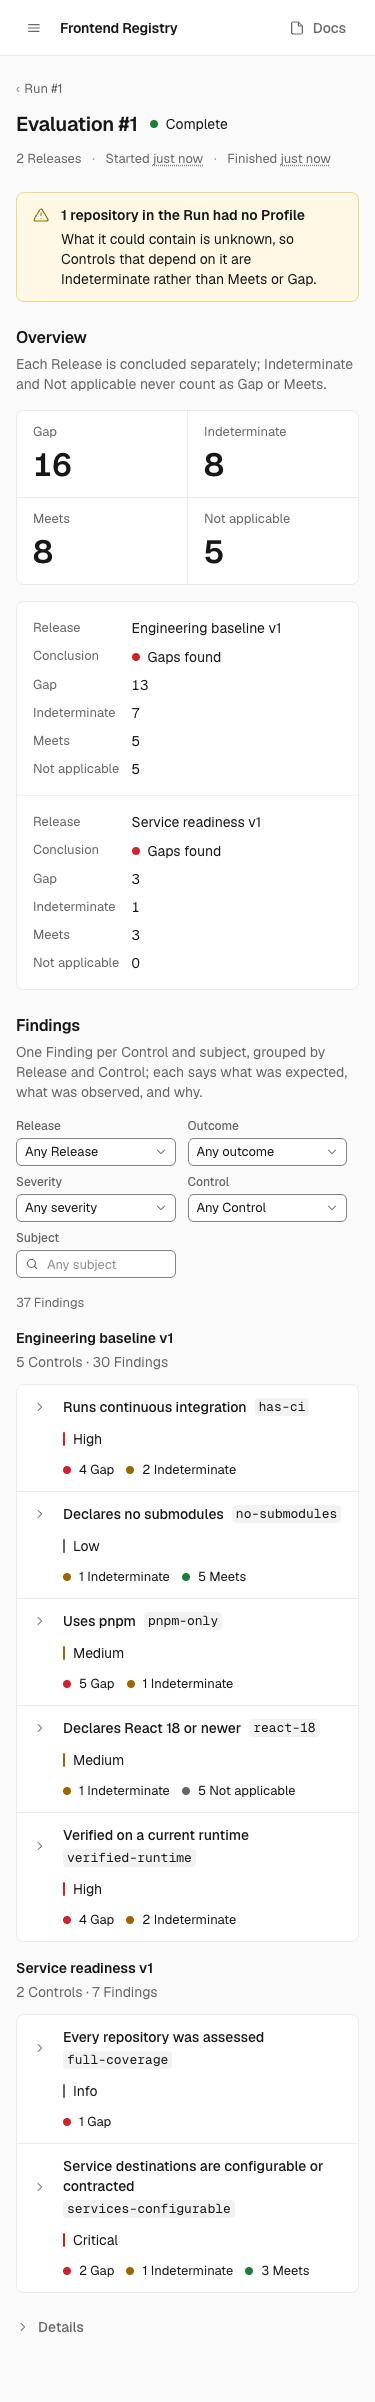 Frontend Registry
Docs
‹ Run #1
Evaluation #1 Complete
2 Releases · Started just now · Finished just now
1 repository in the Run had no Profile
What it could contain is unknown, so
Controls that depend on it are
Indeterminate rather than Meets or Gap.
Overview
Each Release is concluded separately; Indeterminate
and Not applicable never count as Gap or Meets.
Gap
16
Indeterminate
8
Meets
8
Not applicable
5
Release Engineering baseline v1
Conclusion Gaps found
Gap 13
Indeterminate 7
Meets 5
Not applicable 5
Release Service readiness v1
Conclusion Gaps found
Gap 3
Indeterminate 1
Meets 3
Not applicable 0
Findings
One Finding per Control and subject, grouped by
Release and Control; each says what was expected,
what was observed, and why.
Release Outcome
Any Release Any outcome
Severity Control
Any severity Any Control
Subject
Any subject
37 Findings
Engineering baseline v1
5 Controls · 30 Findings
Runs continuous integration has-ci
High
4 Gap 2 Indeterminate
Declares no submodules no-submodules
Low
1 Indeterminate 5 Meets
Uses pnpm pnpm-only
Medium
5 Gap 1 Indeterminate
Declares React 18 or newer react-18
Medium
1 Indeterminate 5 Not applicable
Verified on a current runtime
verified-runtime
High
4 Gap 2 Indeterminate
Service readiness v1
2 Controls · 7 Findings
Every repository was assessed
full-coverage
Info
1 Gap
Service destinations are configurable or
contracted
services-configurable
Critical
2 Gap 1 Indeterminate 3 Meets
Details